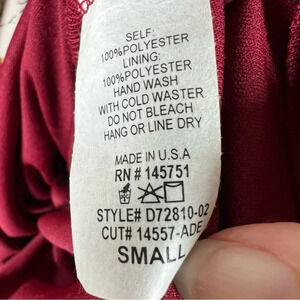 SELF:
100%POLYESTER
LINING:
100%POLYESTER
HAND WASH
WITH COLD WASTER
DO NOT BLEACH
HANG OR LINE DRY
MADE IN U.S.A
RN # 145751
STYLE# D72810-02
CUT# 14557-ADE
SMALL